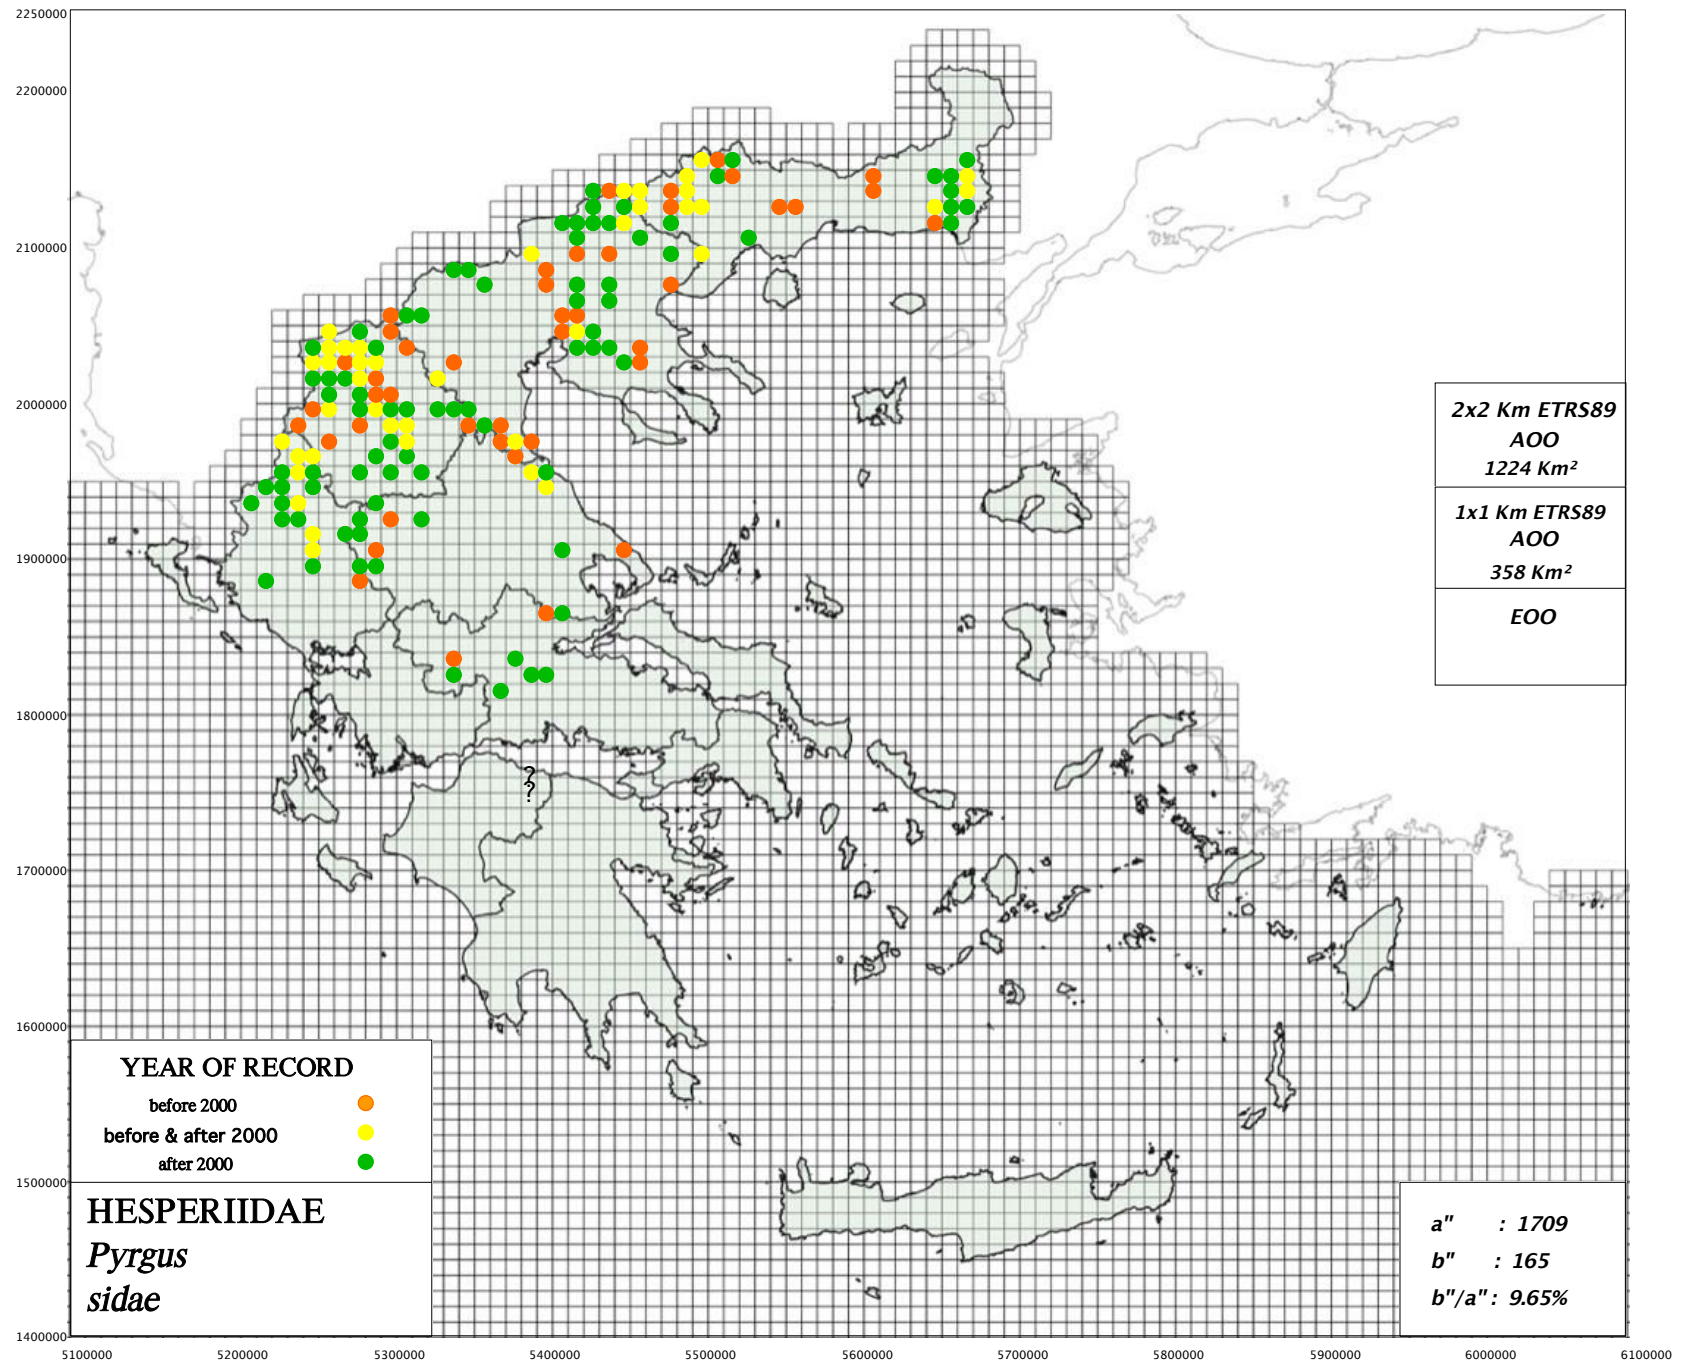 2250000
2200000
2100000
2000000
1900000
1800000
1700000
1600000
1500000
1400000
2x2 Km ETRS89
AOO
1224 Km²
1x1 Km ETRS89
AOO
358 Km²
EOO
?
?
YEAR OF RECORD
before 2000
before & after 2000
after 2000
HESPERIIDAE
Pyrgus
sidae
a" : 1709
b" : 165
b"/a" : 9.65%
5100000 5200000 5300000 5400000 5500000 5600000 5700000 5800000 5900000 6000000 6100000